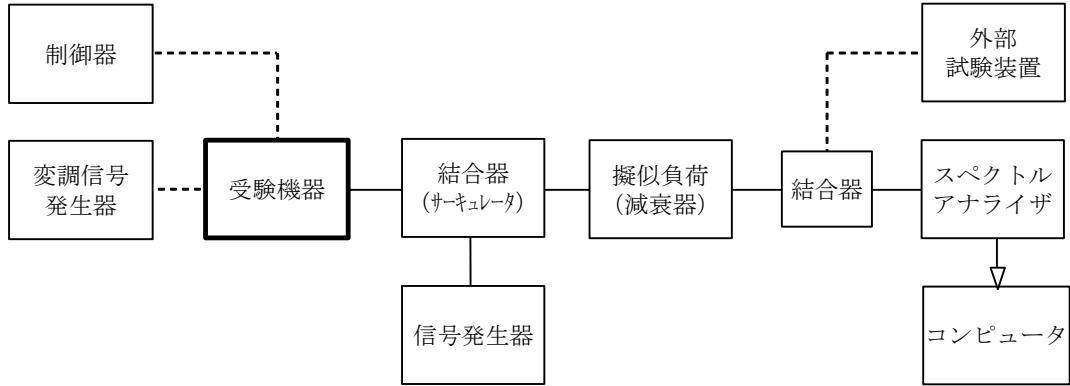 制御器
外部
試験装置
変調信号
発生器
受験機器
結合器
(サーキュレータ)
擬似負荷
(減衰器)
結合器
スペクトル
アナライザ
信号発生器
コンピュータ